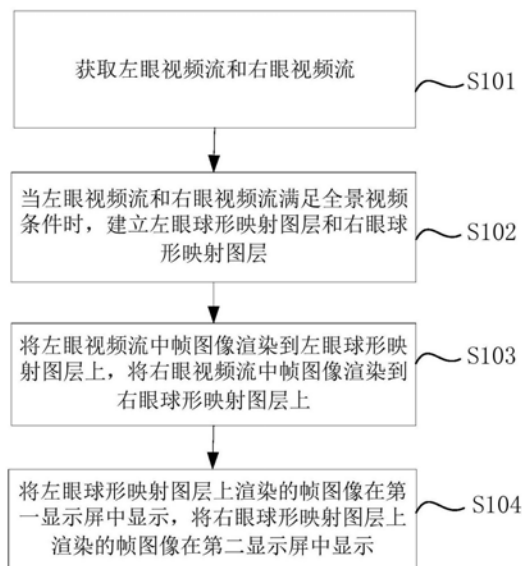 获取左眼视频流和右眼视频流
S101
当左眼视频流和右眼视频流满足全景视频
条件时，建立左眼球形映射图层和右眼球
形映射图层
S102
将左眼视频流中帧图像渲染到左眼球形映
射图层上，将右眼视频流中帧图像渲染到
右眼球形映射图层上
S103
将左眼球形映射图层上渲染的帧图像在第
一显示屏中显示，将右眼球形映射图层上
渲染的帧图像在第二显示屏中显示
S104